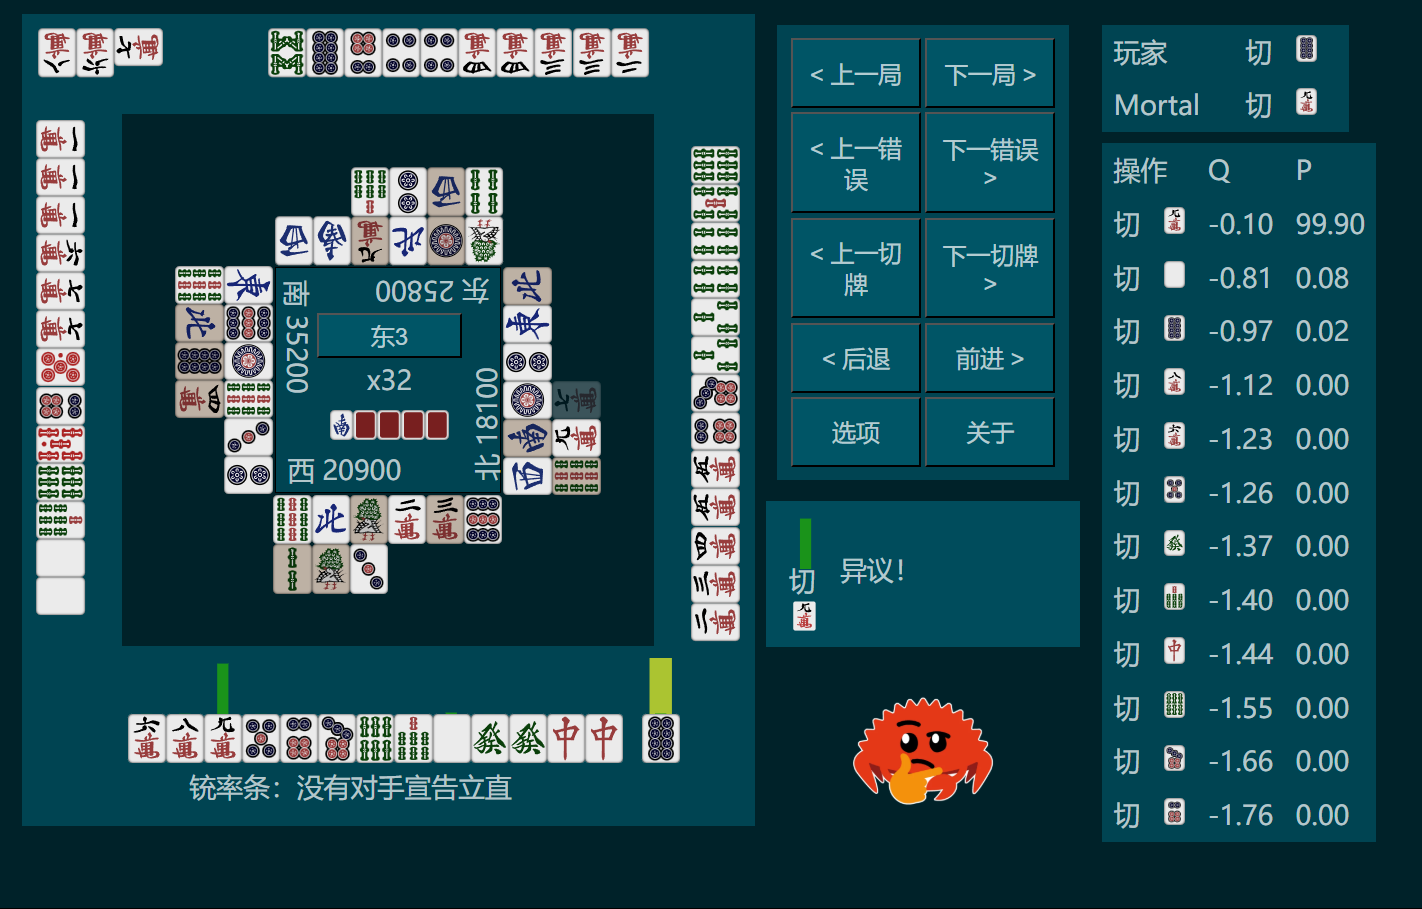 < 上一局
下一局 >
< 上一错误
下一错误 >
< 上一切牌
下一切牌 >
< 后退
前进 >
选项
关于
玩家 切
Mortal 切
操作 Q P
切 -0.10 99.90
切 -0.81 0.08
切 -0.97 0.02
切 -1.12 0.00
切 -1.23 0.00
切 -1.26 0.00
切 -1.37 0.00
切 -1.40 0.00
切 -1.44 0.00
切 -1.55 0.00
切 -1.66 0.00
切 -1.76 0.00
东 25800
南 35200
东3
x32
北 18100
西 20900
切
异议！
铳率条：没有对手宣告立直